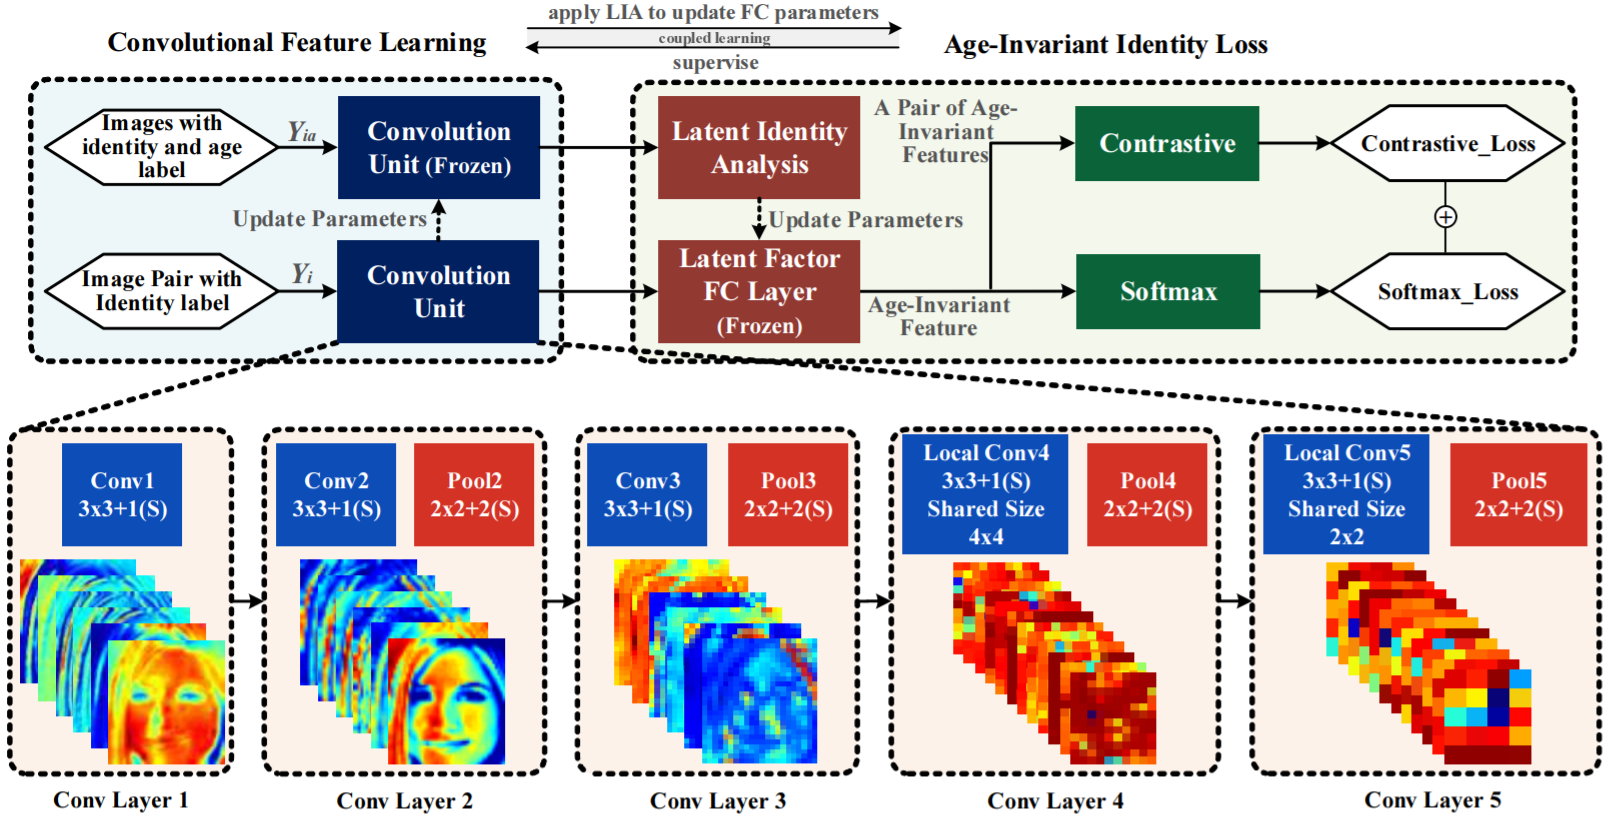 apply LIA to update FC parameters
coupled learning
supervise
Convolutional Feature Learning
Age-Invariant Identity Loss
Images with
identity and age
label
Yia
Convolution
Unit (Frozen)
Latent Identity
Analysis
A Pair of Age-
Invariant
Features
Contrastive
Contrastive_Loss
Update Parameters
Update Parameters
+
Image Pair with
Identity label
Yi
Convolution
Unit
Latent Factor
FC Layer
(Frozen)
Age-Invariant
Feature
Softmax
Softmax_Loss
Conv1
3x3+1(S)
Conv2
3x3+1(S)
Pool2
2x2+2(S)
Conv3
3x3+1(S)
Pool3
2x2+2(S)
Local Conv4
3x3+1(S)
Shared Size
4x4
Pool4
2x2+2(S)
Local Conv5
3x3+1(S)
Shared Size
2x2
Pool5
2x2+2(S)
Conv Layer 1
Conv Layer 2
Conv Layer 3
Conv Layer 4
Conv Layer 5